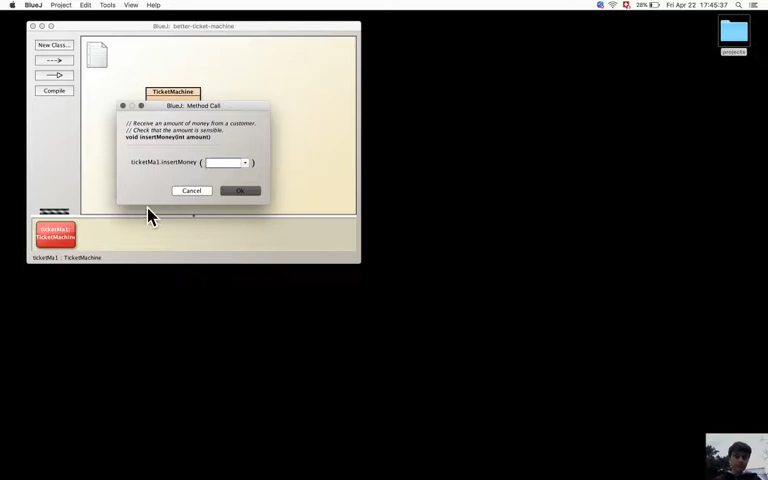 BlueJ Project Edit Tools View Help
28% Fri Apr 22 17:45:37
BlueJ: better-ticket-machine
New Class...
Compile
TicketMachine
BlueJ: Method Call
// Receive an amount of money from a customer.
// Check that the amount is sensible.
void insertMoney(int amount)
ticketMa1.insertMoney ( )
Cancel Ok
ticketMa1:
TicketMachine
ticketMa1 : TicketMachine
projects